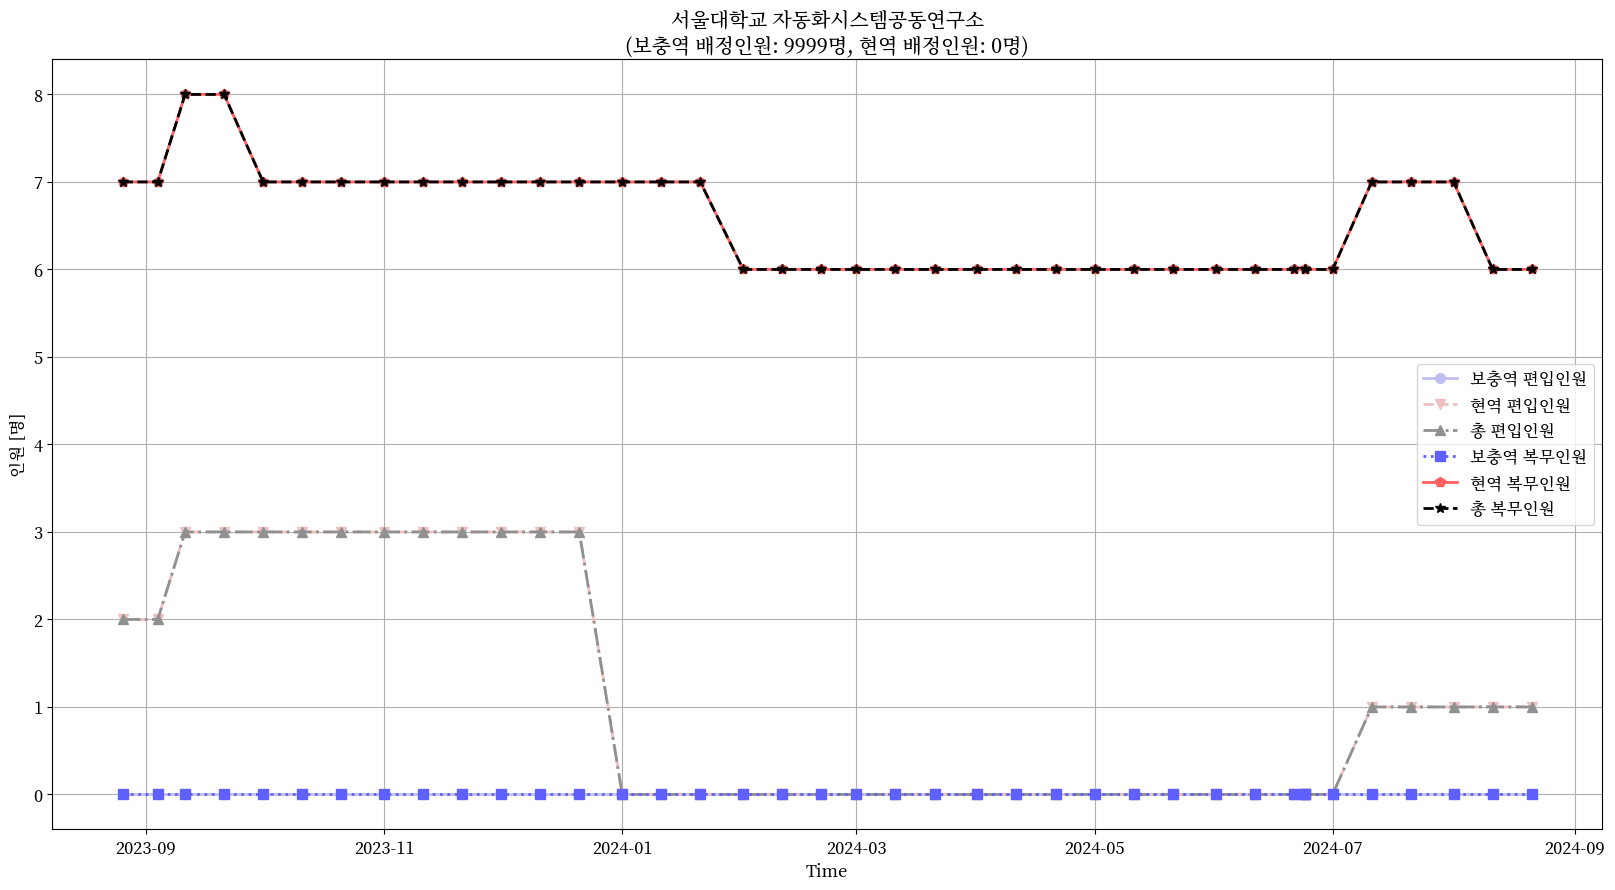 서울대학교 자동화시스템공동연구소
(보충역 배정인원: 9999명, 현역 배정인원: 0명)
8
7
6
5
4
3
2
1
0
인원 [명]
보충역 편입인원
현역 편입인원
총 편입인원
보충역 복무인원
현역 복무인원
총 복무인원
2023-09
2023-11
2024-01
2024-03
2024-05
2024-07
2024-09
Time